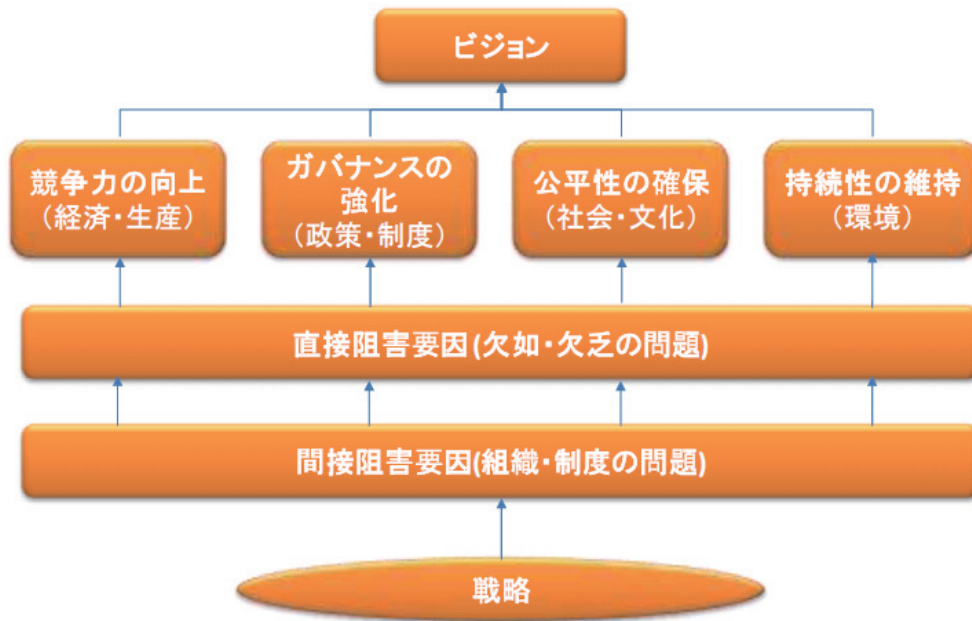 ビジョン
競争力の向上
(経済・生産)
ガバナンスの
強化
(政策・制度)
公平性の確保
(社会・文化)
持続性の維持
(環境)
直接阻害要因(欠如・欠乏の問題)
間接阻害要因(組織・制度の問題)
戦略